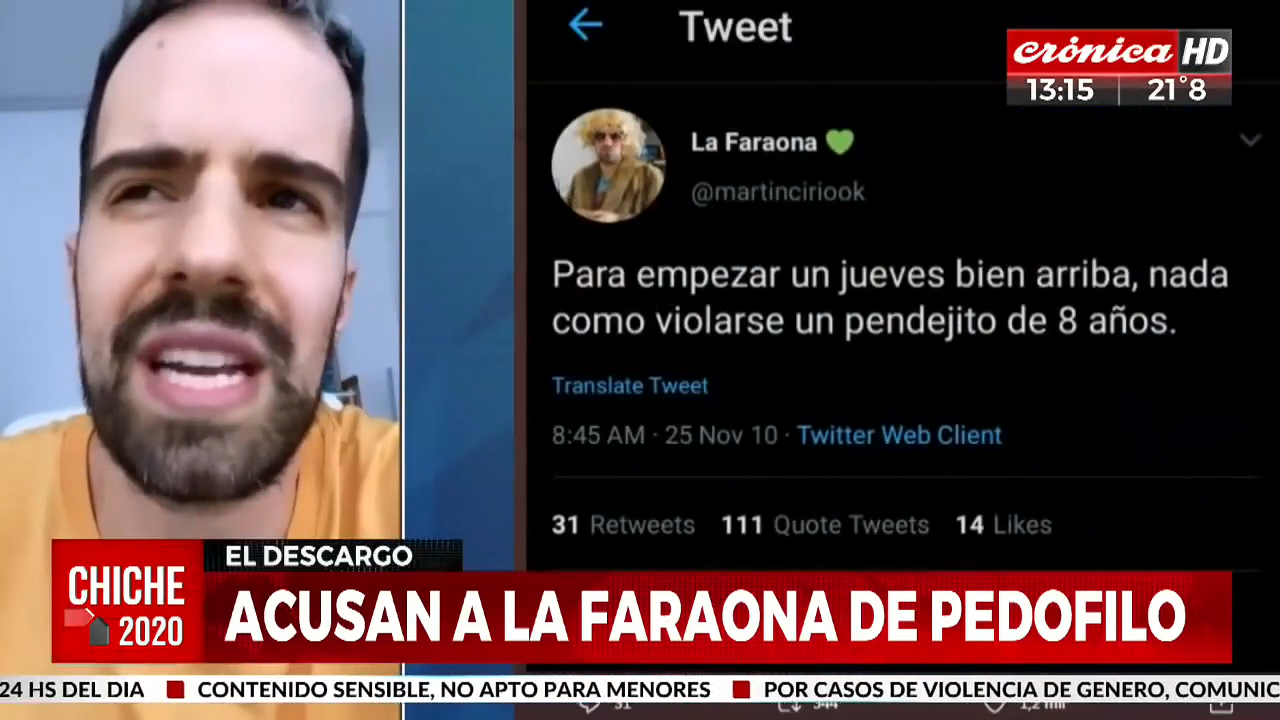 Tweet
crónica HD
13:15 21°8
La Faraona 💚
@martinciriook
Para empezar un jueves bien arriba, nada
como violarse un pendejito de 8 años.
Translate Tweet
8:45 AM · 25 Nov 10 · Twitter Web Client
31 Retweets 111 Quote Tweets 14 Likes
EL DESCARGO
CHICHE
2020
ACUSAN A LA FARAONA DE PEDOFILO
24 HS DEL DIA ■ CONTENIDO SENSIBLE, NO APTO PARA MENORES ■ POR CASOS DE VIOLENCIA DE GENERO, COMUNIC